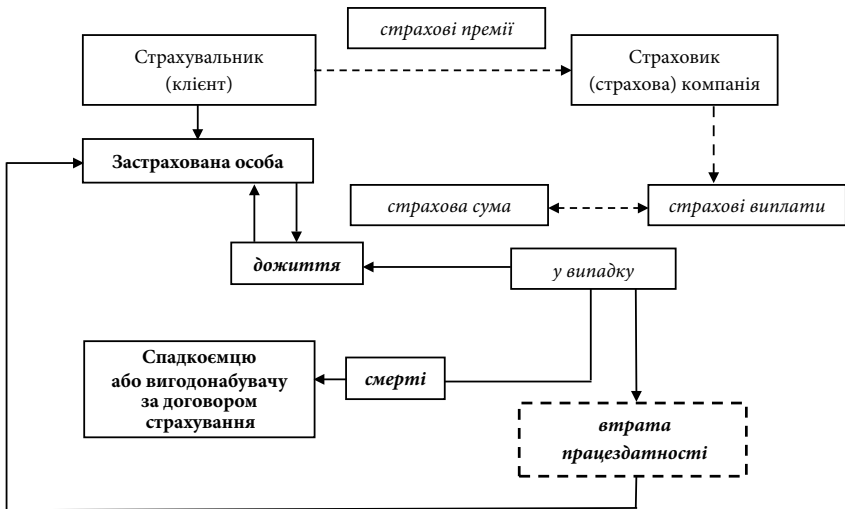 страхові премії
Страхувальник
(клієнт)
Страховик
(страхова) компанія
Застрахована особа
страхова сума
страхові виплати
дожиття
у випадку
Спадкоємцю
або вигодонабувачу
за договором
страхування
смерті
втрата
працездатності